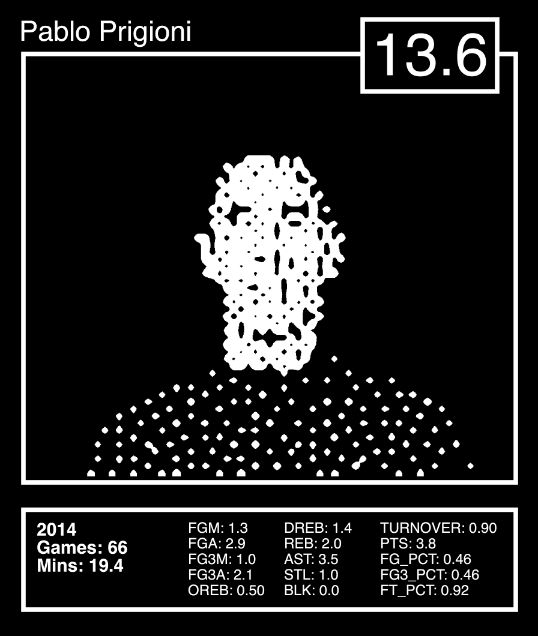 Pablo Prigioni
13.6
2014
Games: 66
Mins: 19.4
FGM: 1.3
FGA: 2.9
FG3M: 1.0
FG3A: 2.1
OREB: 0.50
DREB: 1.4
REB: 2.0
AST: 3.5
STL: 1.0
BLK: 0.0
TURNOVER: 0.90
PTS: 3.8
FG_PCT: 0.46
FG3_PCT: 0.46
FT_PCT: 0.92